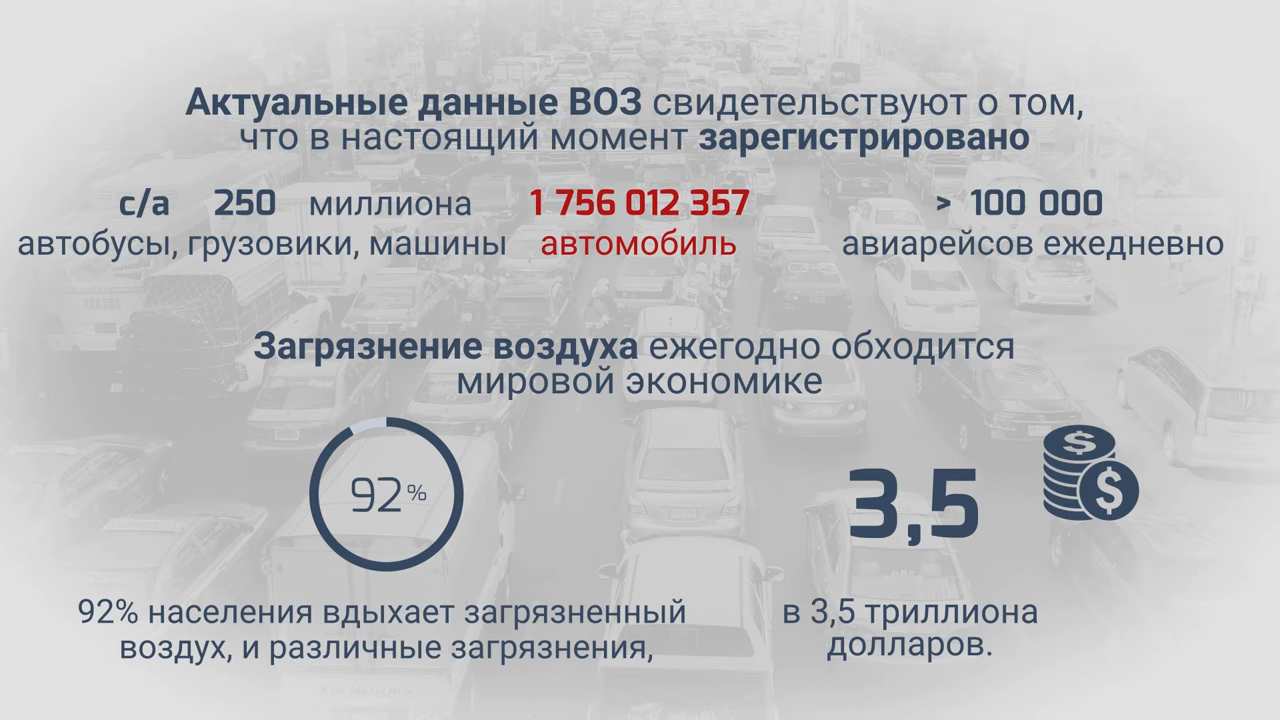 Актуальные данные ВОЗ свидетельствуют о том,
что в настоящий момент зарегистрировано
с/а 250 миллиона
автобусы, грузовики, машины
1 756 012 357
автомобиль
> 100 000
авиарейсов ежедневно
Загрязнение воздуха ежегодно обходится
мировой экономике
92%
92% населения вдыхает загрязненный
воздух, и различные загрязнения,
3,5
в 3,5 триллиона
долларов.